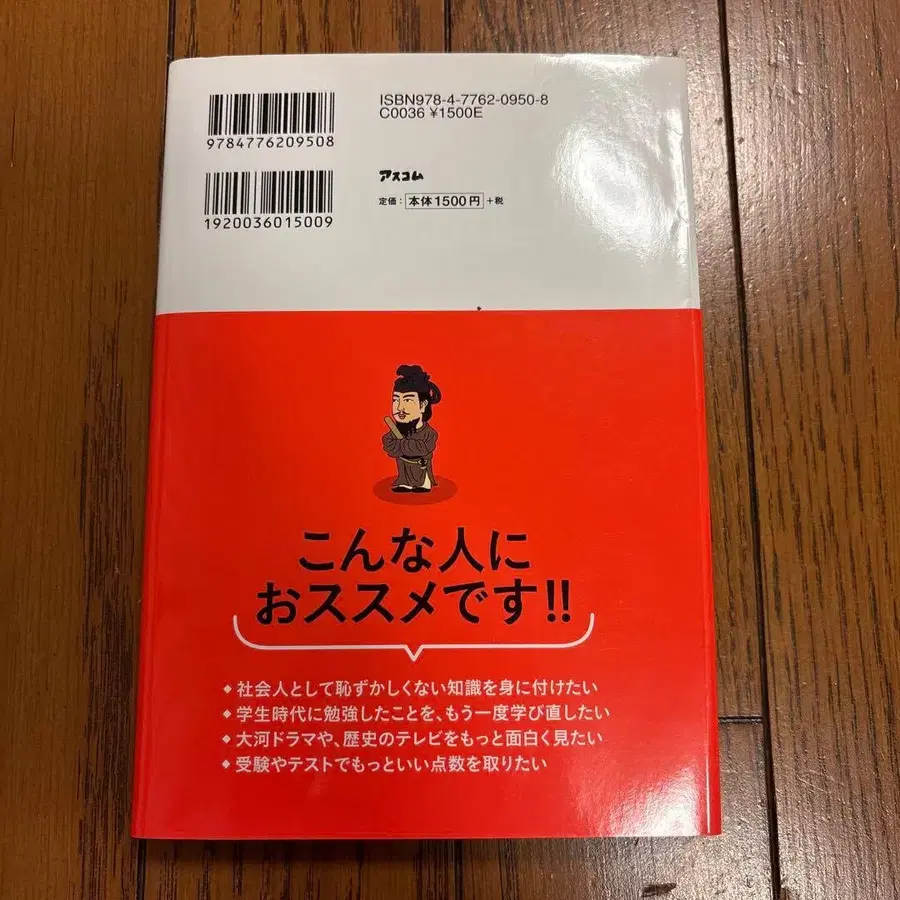 ISBN978-4-7762-0950-8
C0036 ¥1500E
9784776209508
アスコム
定価：本体1500円+税
1920036015009
こんな人に
おススメです!!
◆社会人として恥ずかしくない知識を身に付けたい
◆学生時代に勉強したことを、もう一度学び直したい
◆大河ドラマや、歴史のテレビをもっと面白く見たい
◆受験やテストでもっといい点数を取りたい